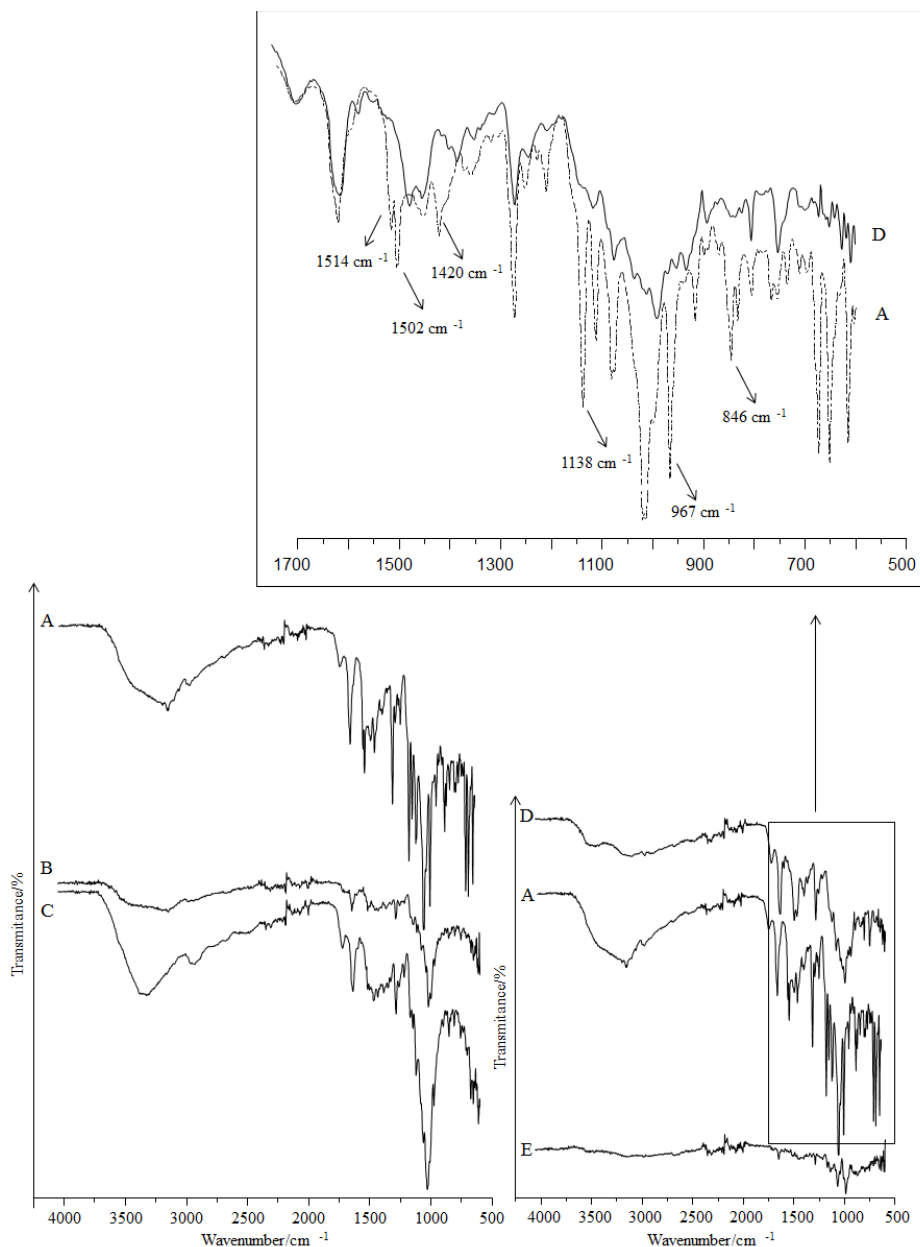 1514 cm -1
1420 cm -1
1502 cm -1
D
A
846 cm -1
1138 cm -1
967 cm -1
1700 1500 1300 1100 900 700 500
A
B
C
Transmitance/%
4000 3500 3000 2500 2000 1500 1000 500
Wavenumber/cm -1
D
A
E
Transmitance/%
4000 3500 3000 2500 2000 1500 1000 500
Wavenumber/cm -1